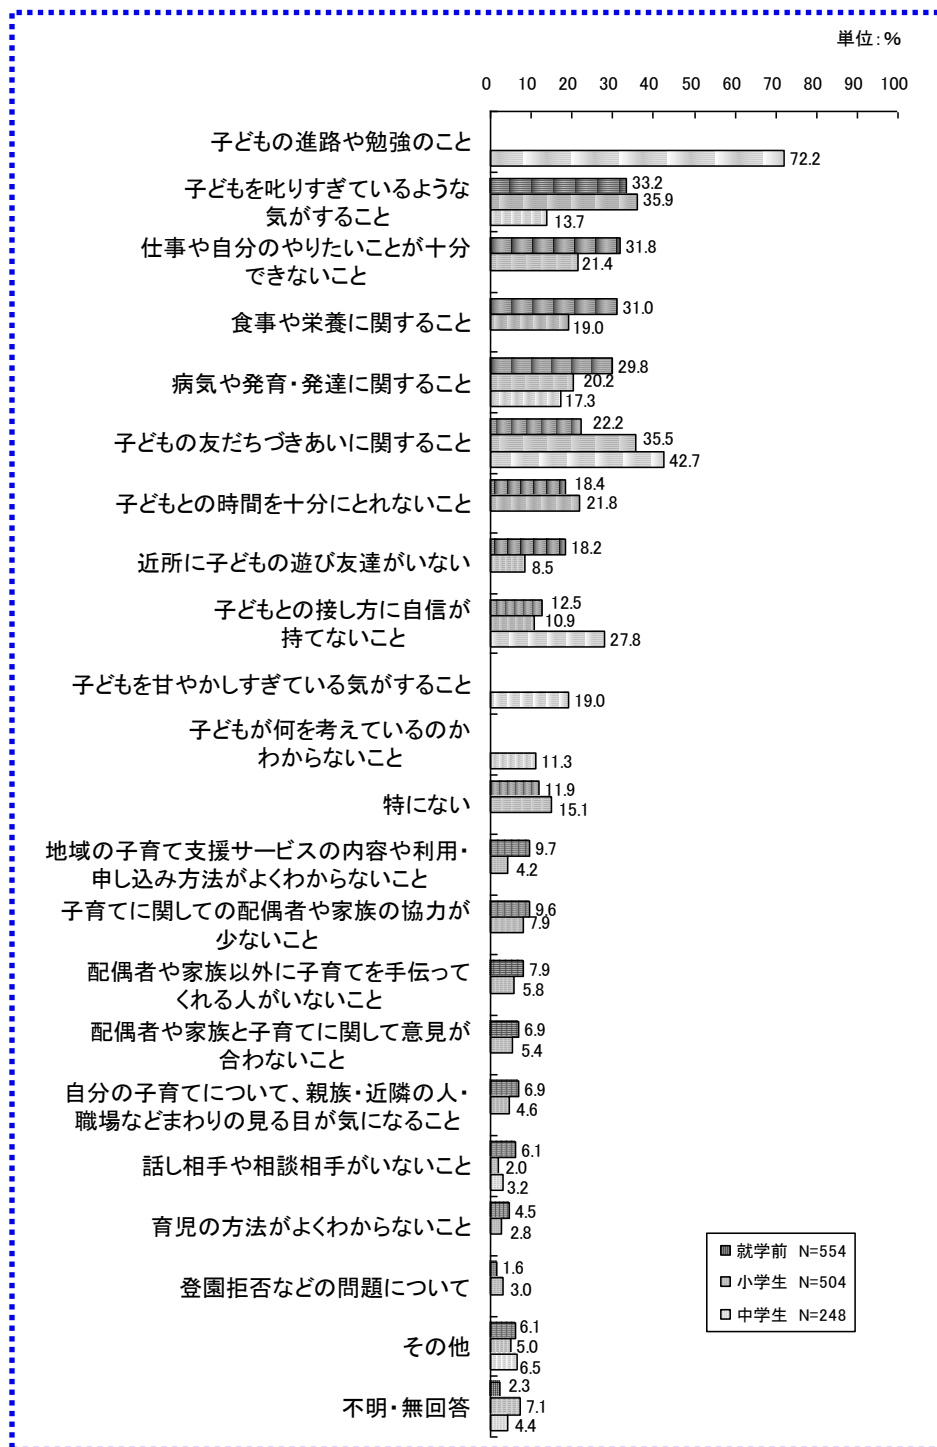 単位：%
0 10 20 30 40 50 60 70 80 90 100
子どもの進路や勉強のこと
72.2
子どもを叱りすぎているような
気がすること
33.2
35.9
13.7
仕事や自分のやりたいことが十分
できないこと
31.8
21.4
食事や栄養に関すること
31.0
19.0
病気や発育・発達に関すること
29.8
20.2
17.3
子どもの友だちづきあいに関すること
22.2
35.5
42.7
子どもとの時間を十分にとれないこと
18.4
21.8
近所に子どもの遊び友達がいない
18.2
8.5
子どもとの接し方に自信が
持てないこと
12.5
10.9
27.8
子どもを甘やかしすぎている気がすること
19.0
子どもが何を考えているのか
わからないこと
11.3
特にない
11.9
15.1
地域の子育て支援サービスの内容や利用・
申し込み方法がよくわからないこと
9.7
4.2
子育てに関しての配偶者や家族の協力が
少ないこと
9.6
7.9
配偶者や家族以外に子育てを手伝って
くれる人がいないこと
7.9
5.8
配偶者や家族と子育てに関して意見が
合わないこと
6.9
5.4
自分の子育てについて、親族・近隣の人・
職場などまわりの見る目が気になること
6.9
4.6
話し相手や相談相手がいないこと
6.1
2.0
3.2
育児の方法がよくわからないこと
4.5
2.8
登園拒否などの問題について
1.6
3.0
その他
6.1
5.0
6.5
不明・無回答
2.3
7.1
4.4
就学前 N=554
小学生 N=504
中学生 N=248